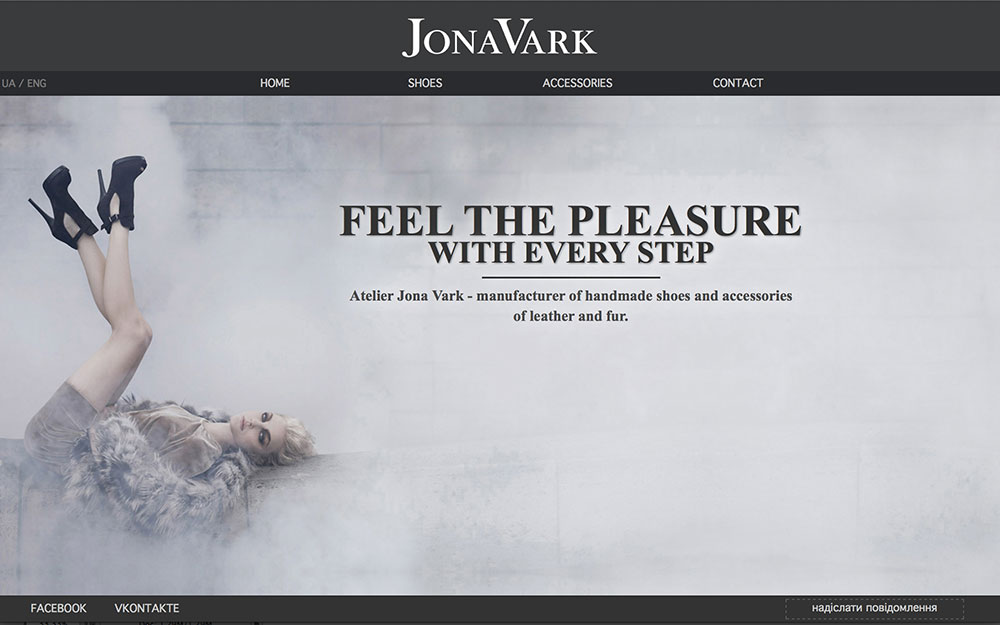 JONAVARK
UA / ENG
HOME
SHOES
ACCESSORIES
CONTACT
FEEL THE PLEASURE
WITH EVERY STEP
Atelier Jona Vark - manufacturer of handmade shoes and accessories
of leather and fur.
FACEBOOK
VKONTAKTE
надіслати повідомлення